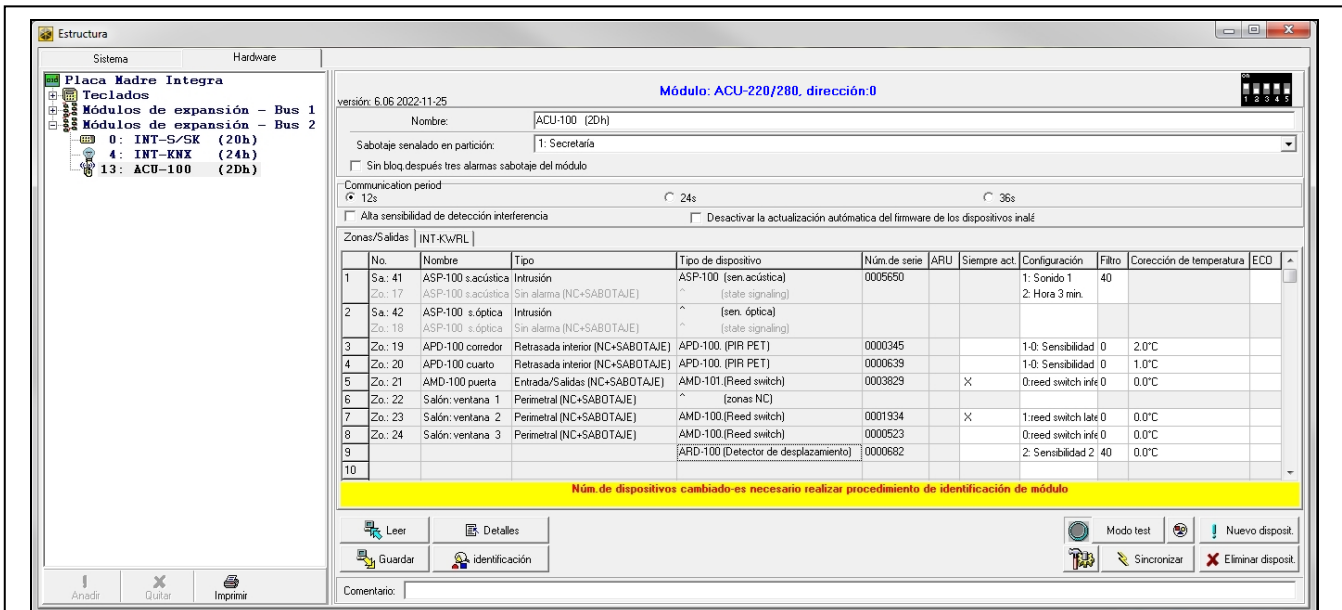 Estructura
Sistema Hardware
Placa Madre Integra
Teclados
Módulos de expansión - Bus 1
Módulos de expansión - Bus 2
0: INT-S/SK (20h)
4: INT-KNX (24h)
13: ACU-100 (2Dh)
Anadir Quitar Imprimir
versión: 6.06 2022-11-25 Módulo: ACU-220/280, dirección:0
on
1 2 3 4 5
Nombre: ACU-100 (2Dh)
Sabotaje senalado en partición: 1: Secretaría
Sin bloq.después tres alarmas sabotaje del módulo
Communication period
12s 24s 36s
Alta sensibilidad de detección interferencia Desactivar la actualización autómatica del firmware de los dispositivos inalá
Zonas/Salidas INT-KWRL
No. Nombre Tipo Tipo de dispositivo Núm.de serie ARU Siempre act. Configuración Filtro Corección de temperatura ECO
1 Sa.: 41 ASP-100 s.acústica Intrusión ASP-100 (sen.acústica) 0005650 1: Sonido 1 40
Zo.: 17 ASP-100 s.acústica Sin alarma (NC+SABOTAJE) ^ (state signaling) 2: Hora 3 min.
2 Sa.: 42 ASP-100 s.óptica Intrusión ^ (sen. óptica)
Zo.: 18 ASP-100 s.óptica Sin alarma (NC+SABOTAJE) ^ (state signaling)
3 Zo.: 19 APD-100 corredor Retrasada interior (NC+SABOTAJE) APD-100. (PIR PET) 0000345 1-0: Sensibilidad 0 2.0°C
4 Zo.: 20 APD-100 cuarto Retrasada interior (NC+SABOTAJE) APD-100. (PIR PET) 0000639 1-0: Sensibilidad 0 1.0°C
5 Zo.: 21 AMD-100 puerta Entrada/Salidas (NC+SABOTAJE) AMD-101.(Reed switch) 0003829 X 0:reed switch infe 0 0.0°C
6 Zo.: 22 Salón: ventana 1 Perimetral (NC+SABOTAJE) ^ (zonas NC)
7 Zo.: 23 Salón: ventana 2 Perimetral (NC+SABOTAJE) AMD-100.(Reed switch) 0001934 X 1:reed switch late 0 0.0°C
8 Zo.: 24 Salón: ventana 3 Perimetral (NC+SABOTAJE) AMD-100.(Reed switch) 0000523 0:reed switch infe 0 0.0°C
9 ARD-100 (Detector de desplazamiento) 0000682 2: Sensibilidad 2 40 0.0°C
10
Núm.de dispositivos cambiado-es necesario realizar procedimiento de identificación de módulo
Leer Detalles Modo test Nuevo disposit.
Guardar identificación Sincronizar Eliminar disposit.
Comentario: